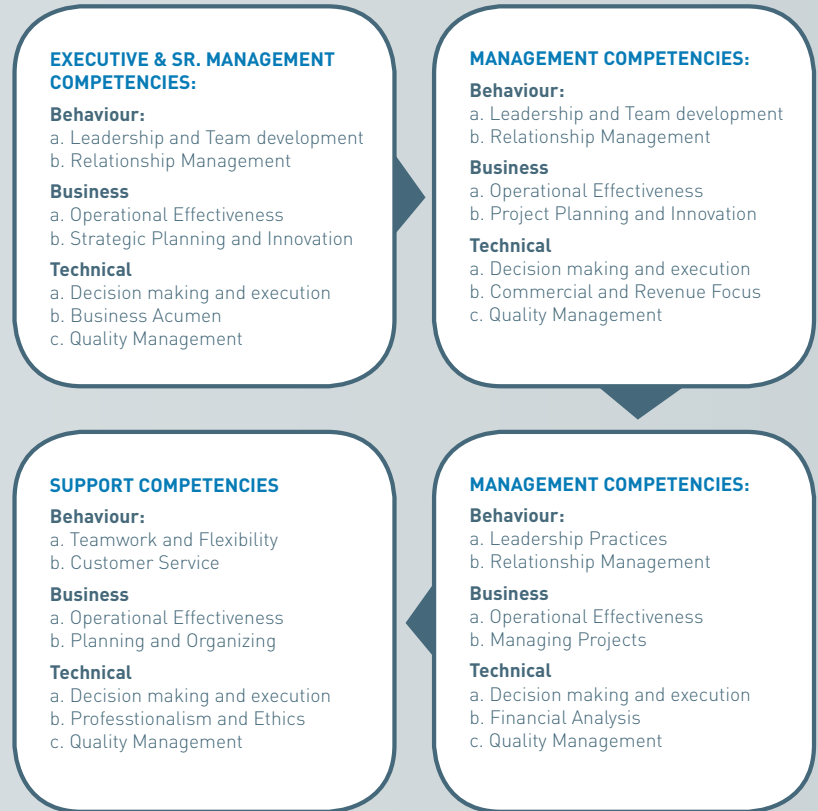 EXECUTIVE & SR. MANAGEMENT
COMPETENCIES:
Behaviour:
a. Leadership and Team development
b. Relationship Management
Business
a. Operational Effectiveness
b. Strategic Planning and Innovation
Technical
a. Decision making and execution
b. Business Acumen
c. Quality Management
MANAGEMENT COMPETENCIES:
Behaviour:
a. Leadership and Team development
b. Relationship Management
Business
a. Operational Effectiveness
b. Project Planning and Innovation
Technical
a. Decision making and execution
b. Commercial and Revenue Focus
c. Quality Management
MANAGEMENT COMPETENCIES:
Behaviour:
a. Leadership Practices
b. Relationship Management
Business
a. Operational Effectiveness
b. Managing Projects
Technical
a. Decision making and execution
b. Financial Analysis
c. Quality Management
SUPPORT COMPETENCIES
Behaviour:
a. Teamwork and Flexibility
b. Customer Service
Business
a. Operational Effectiveness
b. Planning and Organizing
Technical
a. Decision making and execution
b. Professtionalism and Ethics
c. Quality Management